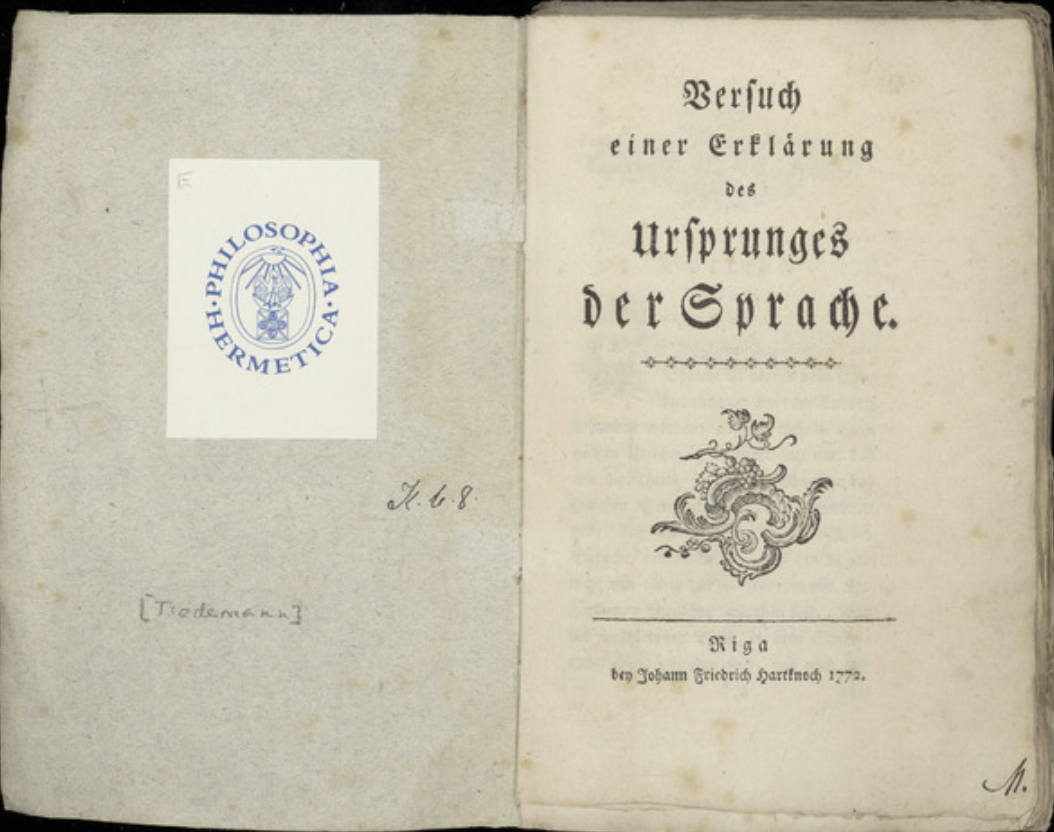 E
PHILOSOPHIA
HERMETICA
K. b. 8.
[Tiedemann]
Versuch
einer Erklärung
des
Ursprunges
der Sprache.
Riga
bey Johann Friedrich Hartknoch 1772.
M.